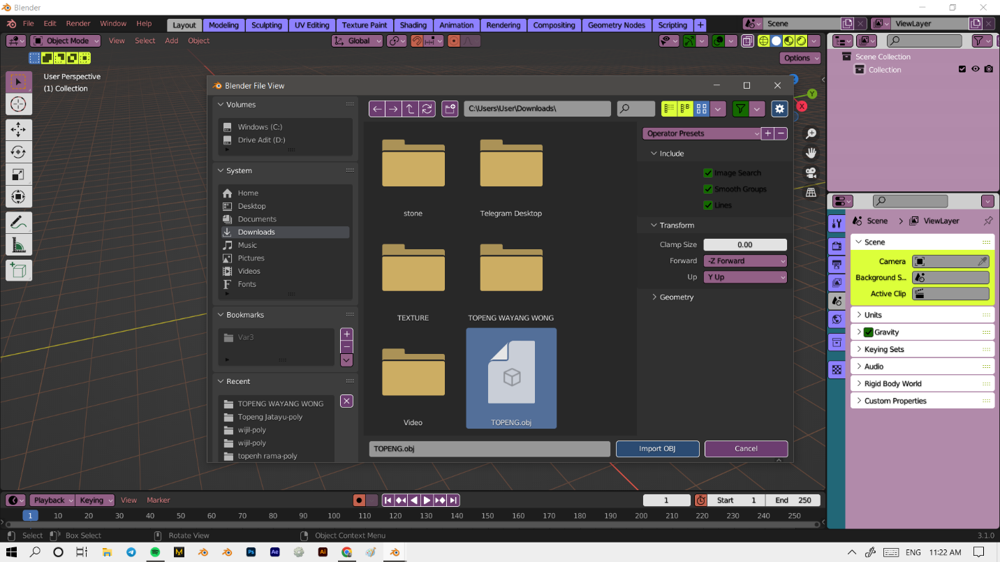 Blender
File Edit Render Window Help Layout Modeling Sculpting UV Editing Texture Paint Shading Animation Rendering Compositing Geometry Nodes Scripting + Scene ViewLayer
Object Mode View Select Add Object Global
Options
User Perspective
(1) Collection
Scene Collection
Collection
Blender File View
Volumes
Windows (C:)
Drive Adit (D:)
System
Home
Desktop
Documents
Downloads
Music
Pictures
Videos
Fonts
Bookmarks
Var3
Recent
TOPENG WAYANG WONG
Topeng Jatayu-poly
wijil-poly
wijil-poly
topenh rama-poly
C:\Users\User\Downloads\
stone
Telegram Desktop
TEXTURE
TOPENG WAYANG WONG
Video
TOPENG.obj
Operator Presets
Include
Image Search
Smooth Groups
Lines
Transform
Clamp Size 0.00
Forward -Z Forward
Up Y Up
Geometry
TOPENG.obj
Import OBJ
Cancel
Scene ViewLayer
Scene
Camera
Background S...
Active Clip
Units
Gravity
Keying Sets
Audio
Rigid Body World
Custom Properties
Playback Keying View Marker 1 Start 1 End 250
1 10 20 30 40 50 60 70 80 90 100 110 120 130 140 150 160 170 180 190 200 210 220 230 240 250
Select Box Select Rotate View Object Context Menu 3.1.0
Ps Ae Ai ENG 11:22 AM